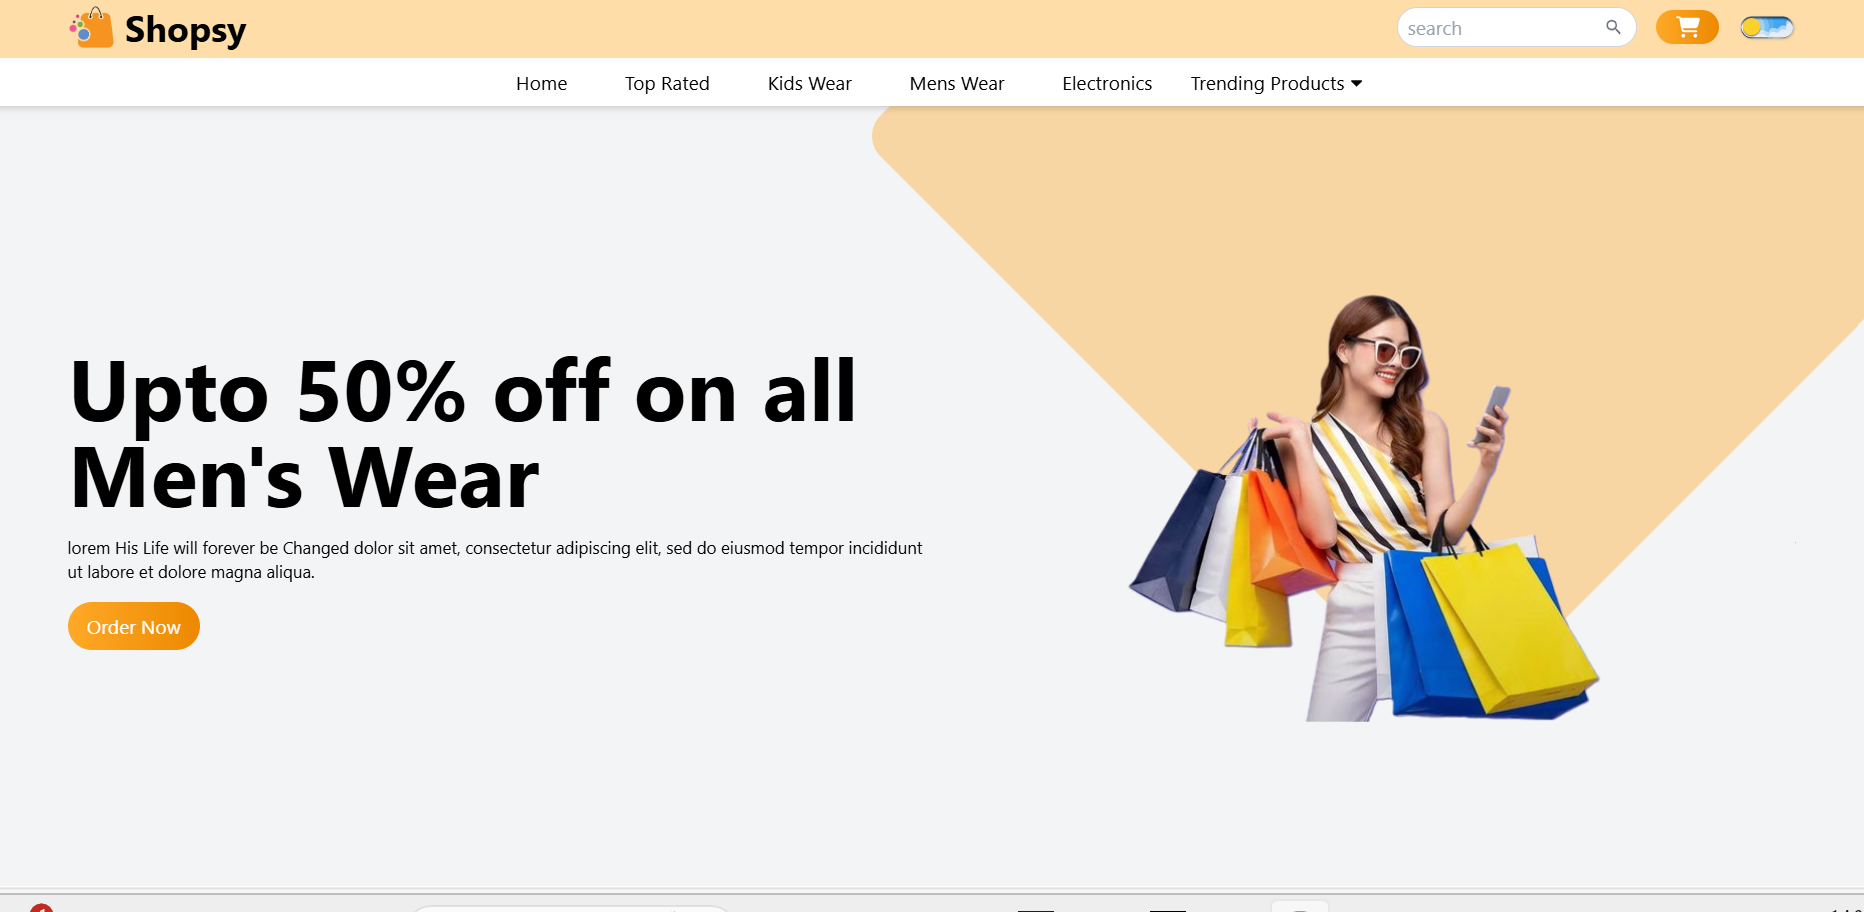 Shopsy
search
Home
Top Rated
Kids Wear
Mens Wear
Electronics
Trending Products
Upto 50% off on all
Men's Wear
lorem His Life will forever be Changed dolor sit amet, consectetur adipiscing elit, sed do eiusmod tempor incididunt
ut labore et dolore magna aliqua.
Order Now